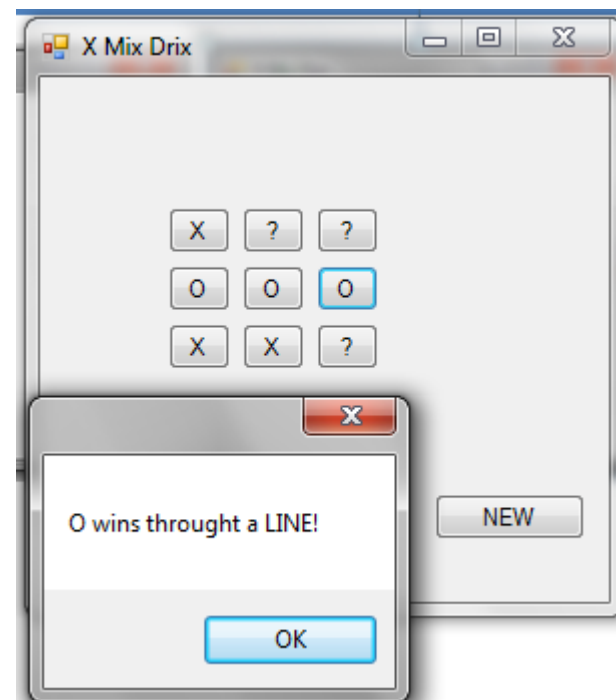 X Mix Drix
X ? ?
O O O
X X ?
O wins throught a LINE!
NEW
OK